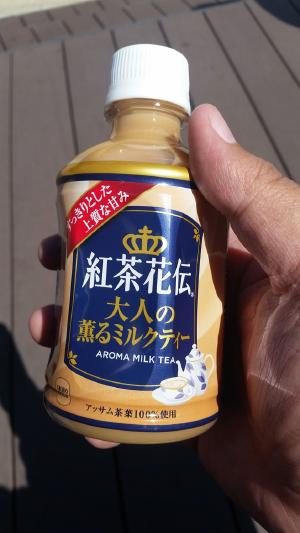 すっきりとした
上質な甘み
紅茶花伝®
大人の
薫るミルクティー
AROMA MILK TEA
アッサム茶葉100%使用